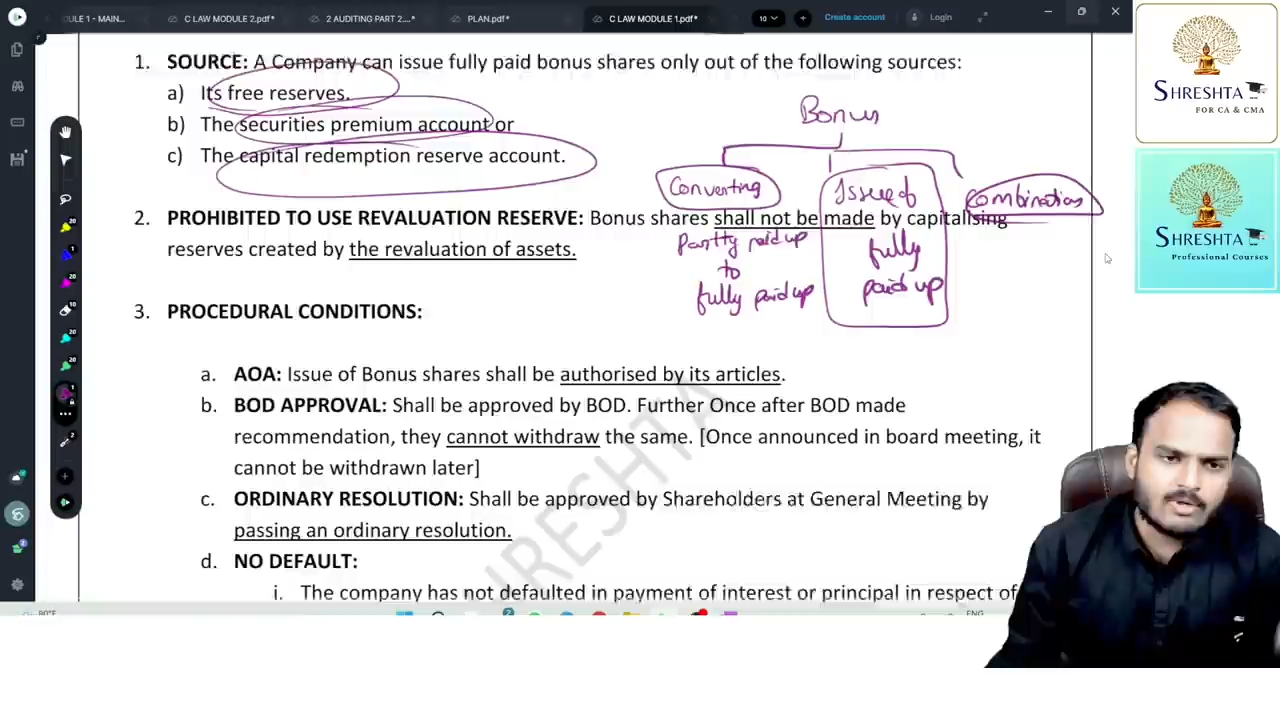 ULE 1 - MAIN...
C LAW MODULE 2.pdf*
2 AUDITING PART 2....*
PLAN.pdf*
C LAW MODULE 1.pdf*
10
Create account
Login
1. SOURCE: A Company can issue fully paid bonus shares only out of the following sources:
a) Its free reserves.
b) The securities premium account or
c) The capital redemption reserve account.
Bonus
Converting
Issue of
Combination
2. PROHIBITED TO USE REVALUATION RESERVE: Bonus shares shall not be made by capitalising
reserves created by the revaluation of assets.
Partly paid up
to
fully paid up
fully
paid up
3. PROCEDURAL CONDITIONS:
a. AOA: Issue of Bonus shares shall be authorised by its articles.
b. BOD APPROVAL: Shall be approved by BOD. Further Once after BOD made
recommendation, they cannot withdraw the same. [Once announced in board meeting, it
cannot be withdrawn later]
c. ORDINARY RESOLUTION: Shall be approved by Shareholders at General Meeting by
passing an ordinary resolution.
d. NO DEFAULT:
i. The company has not defaulted in payment of interest or principal in respect of
SHRESHTA
FOR CA & CMA
SHRESHTA
Professional Courses
80°F
ENG